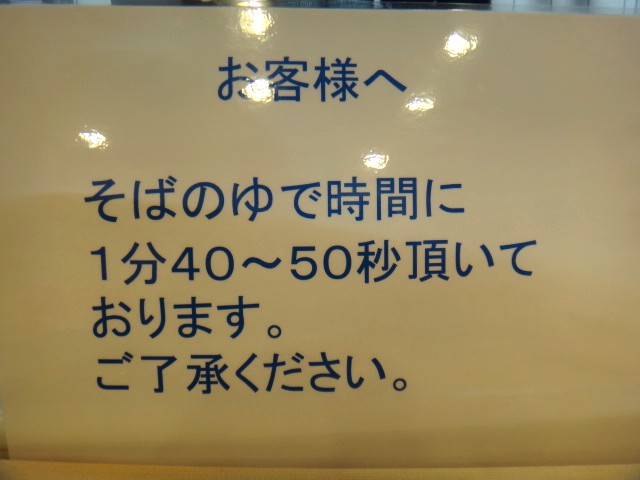 お客様へ
そばのゆで時間に
1分40～50秒頂いて
おります。
ご了承ください。